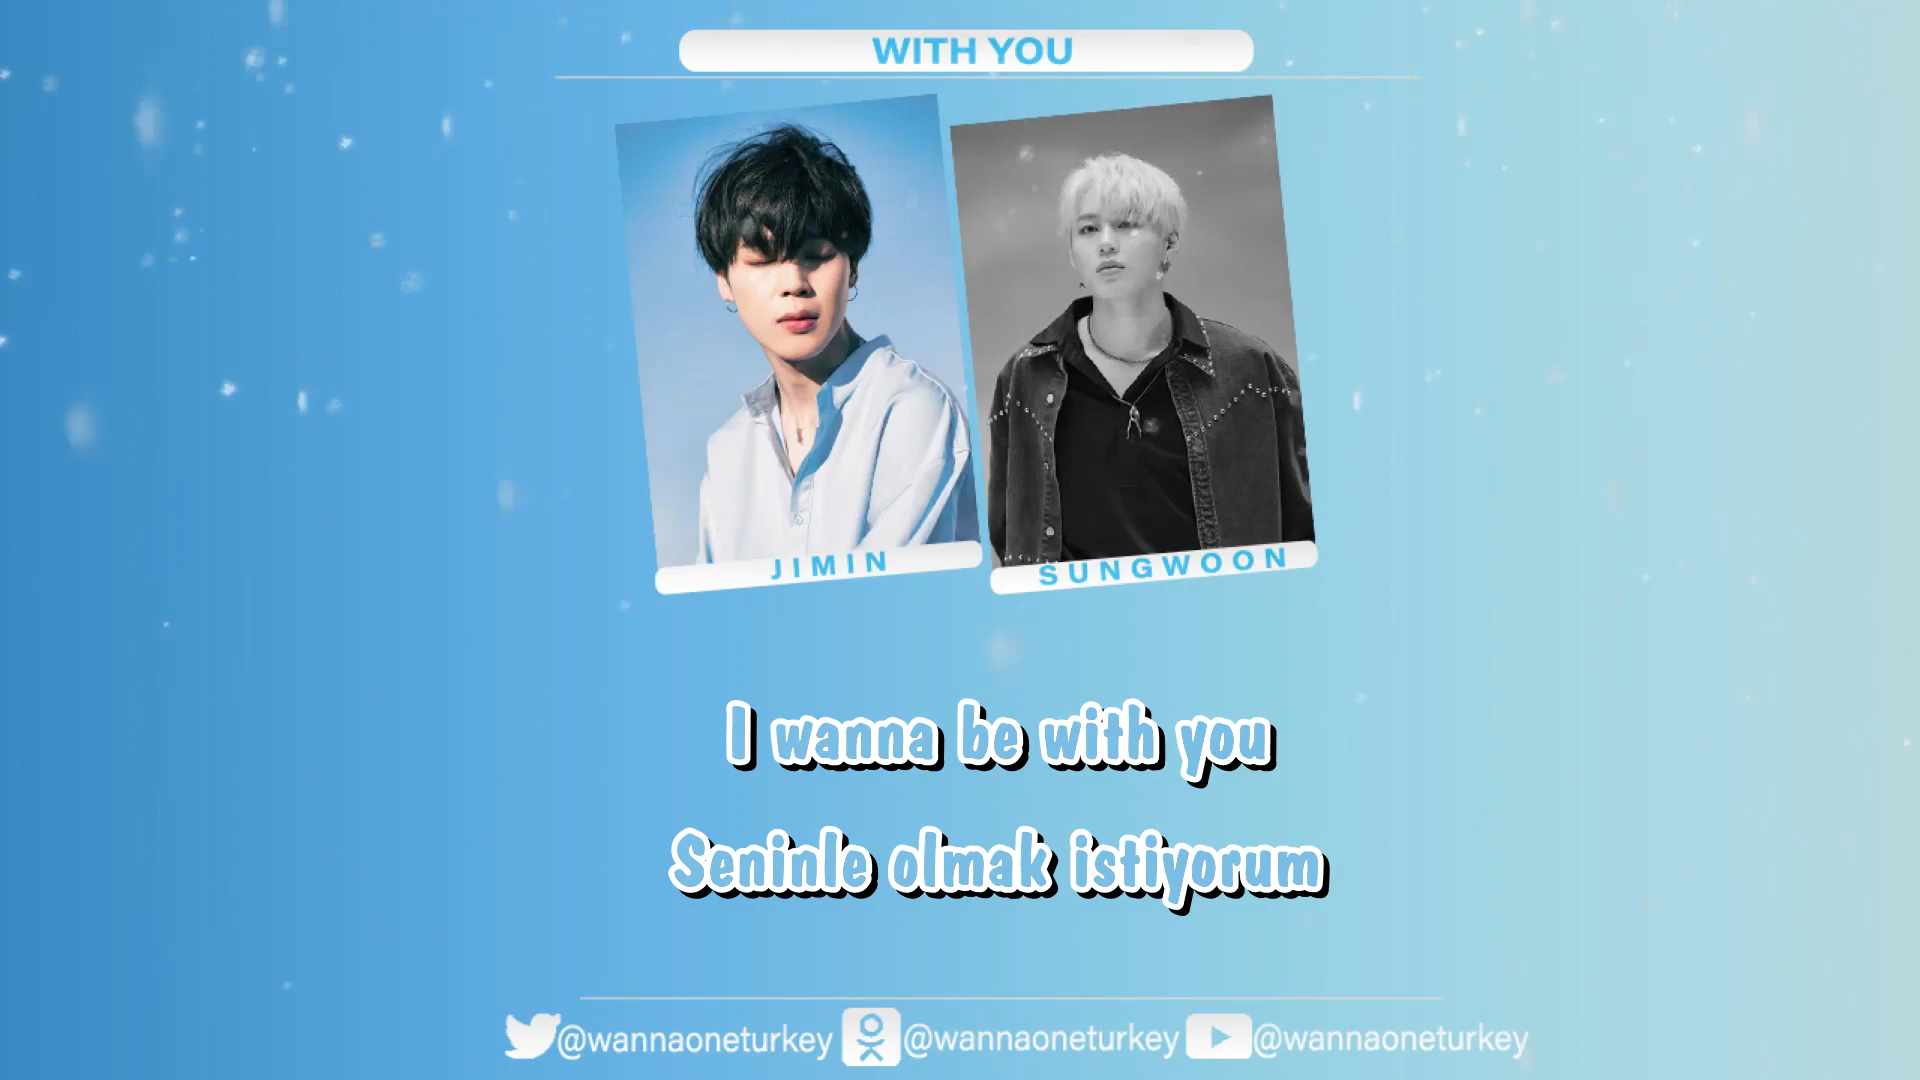 WITH YOU
JIMIN
SUNGWOON
I wanna be with you
Seninle olmak istiyorum
@wannaoneturkey @wannaoneturkey @wannaoneturkey